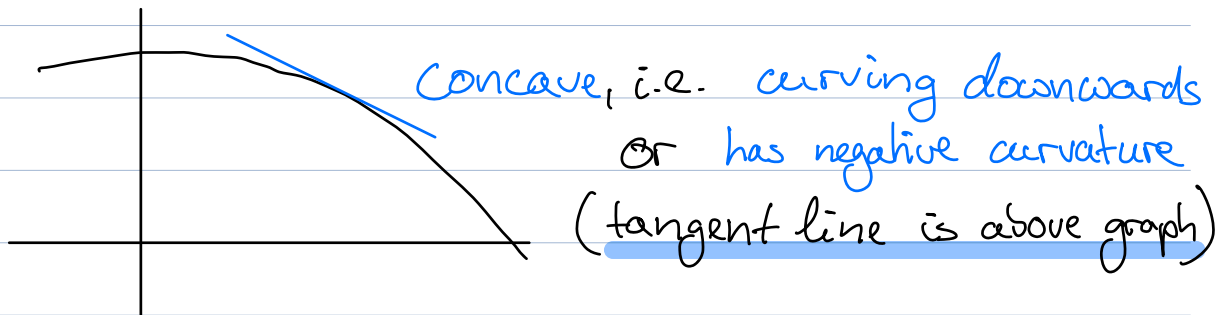 concave, i.e. curving downwards
or has negative curvature
(tangent line is above graph)